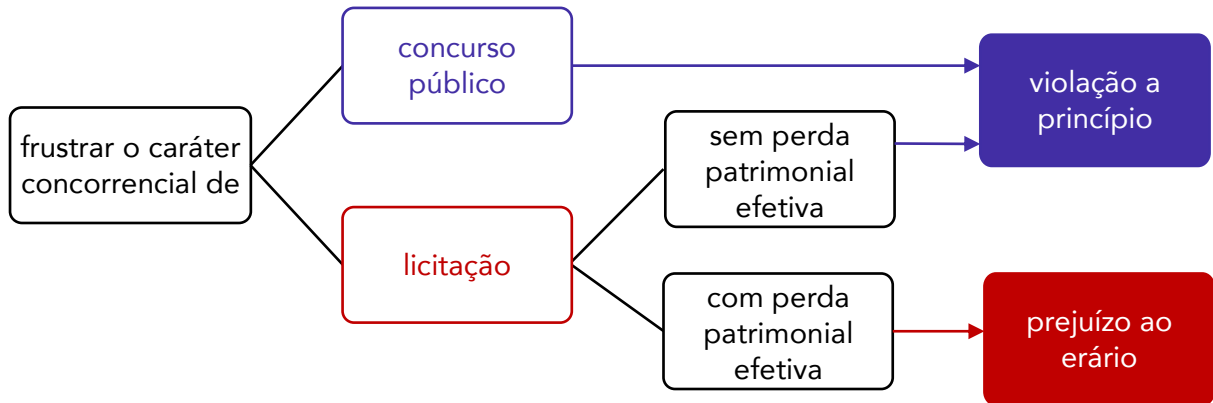 frustrar o caráter
concorrencial de
concurso
público
licitação
sem perda
patrimonial
efetiva
com perda
patrimonial
efetiva
violação a
princípio
prejuízo ao
erário